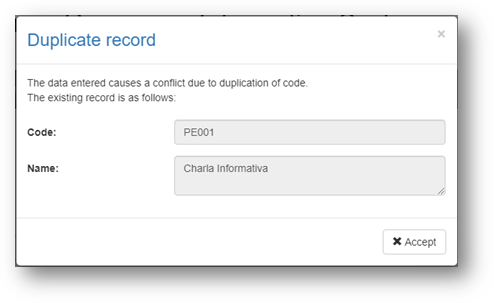 Duplicate record ×
The data entered causes a conflict due to duplication of code.
The existing record is as follows:
Code: PE001
Name: Charla Informativa
✖ Accept